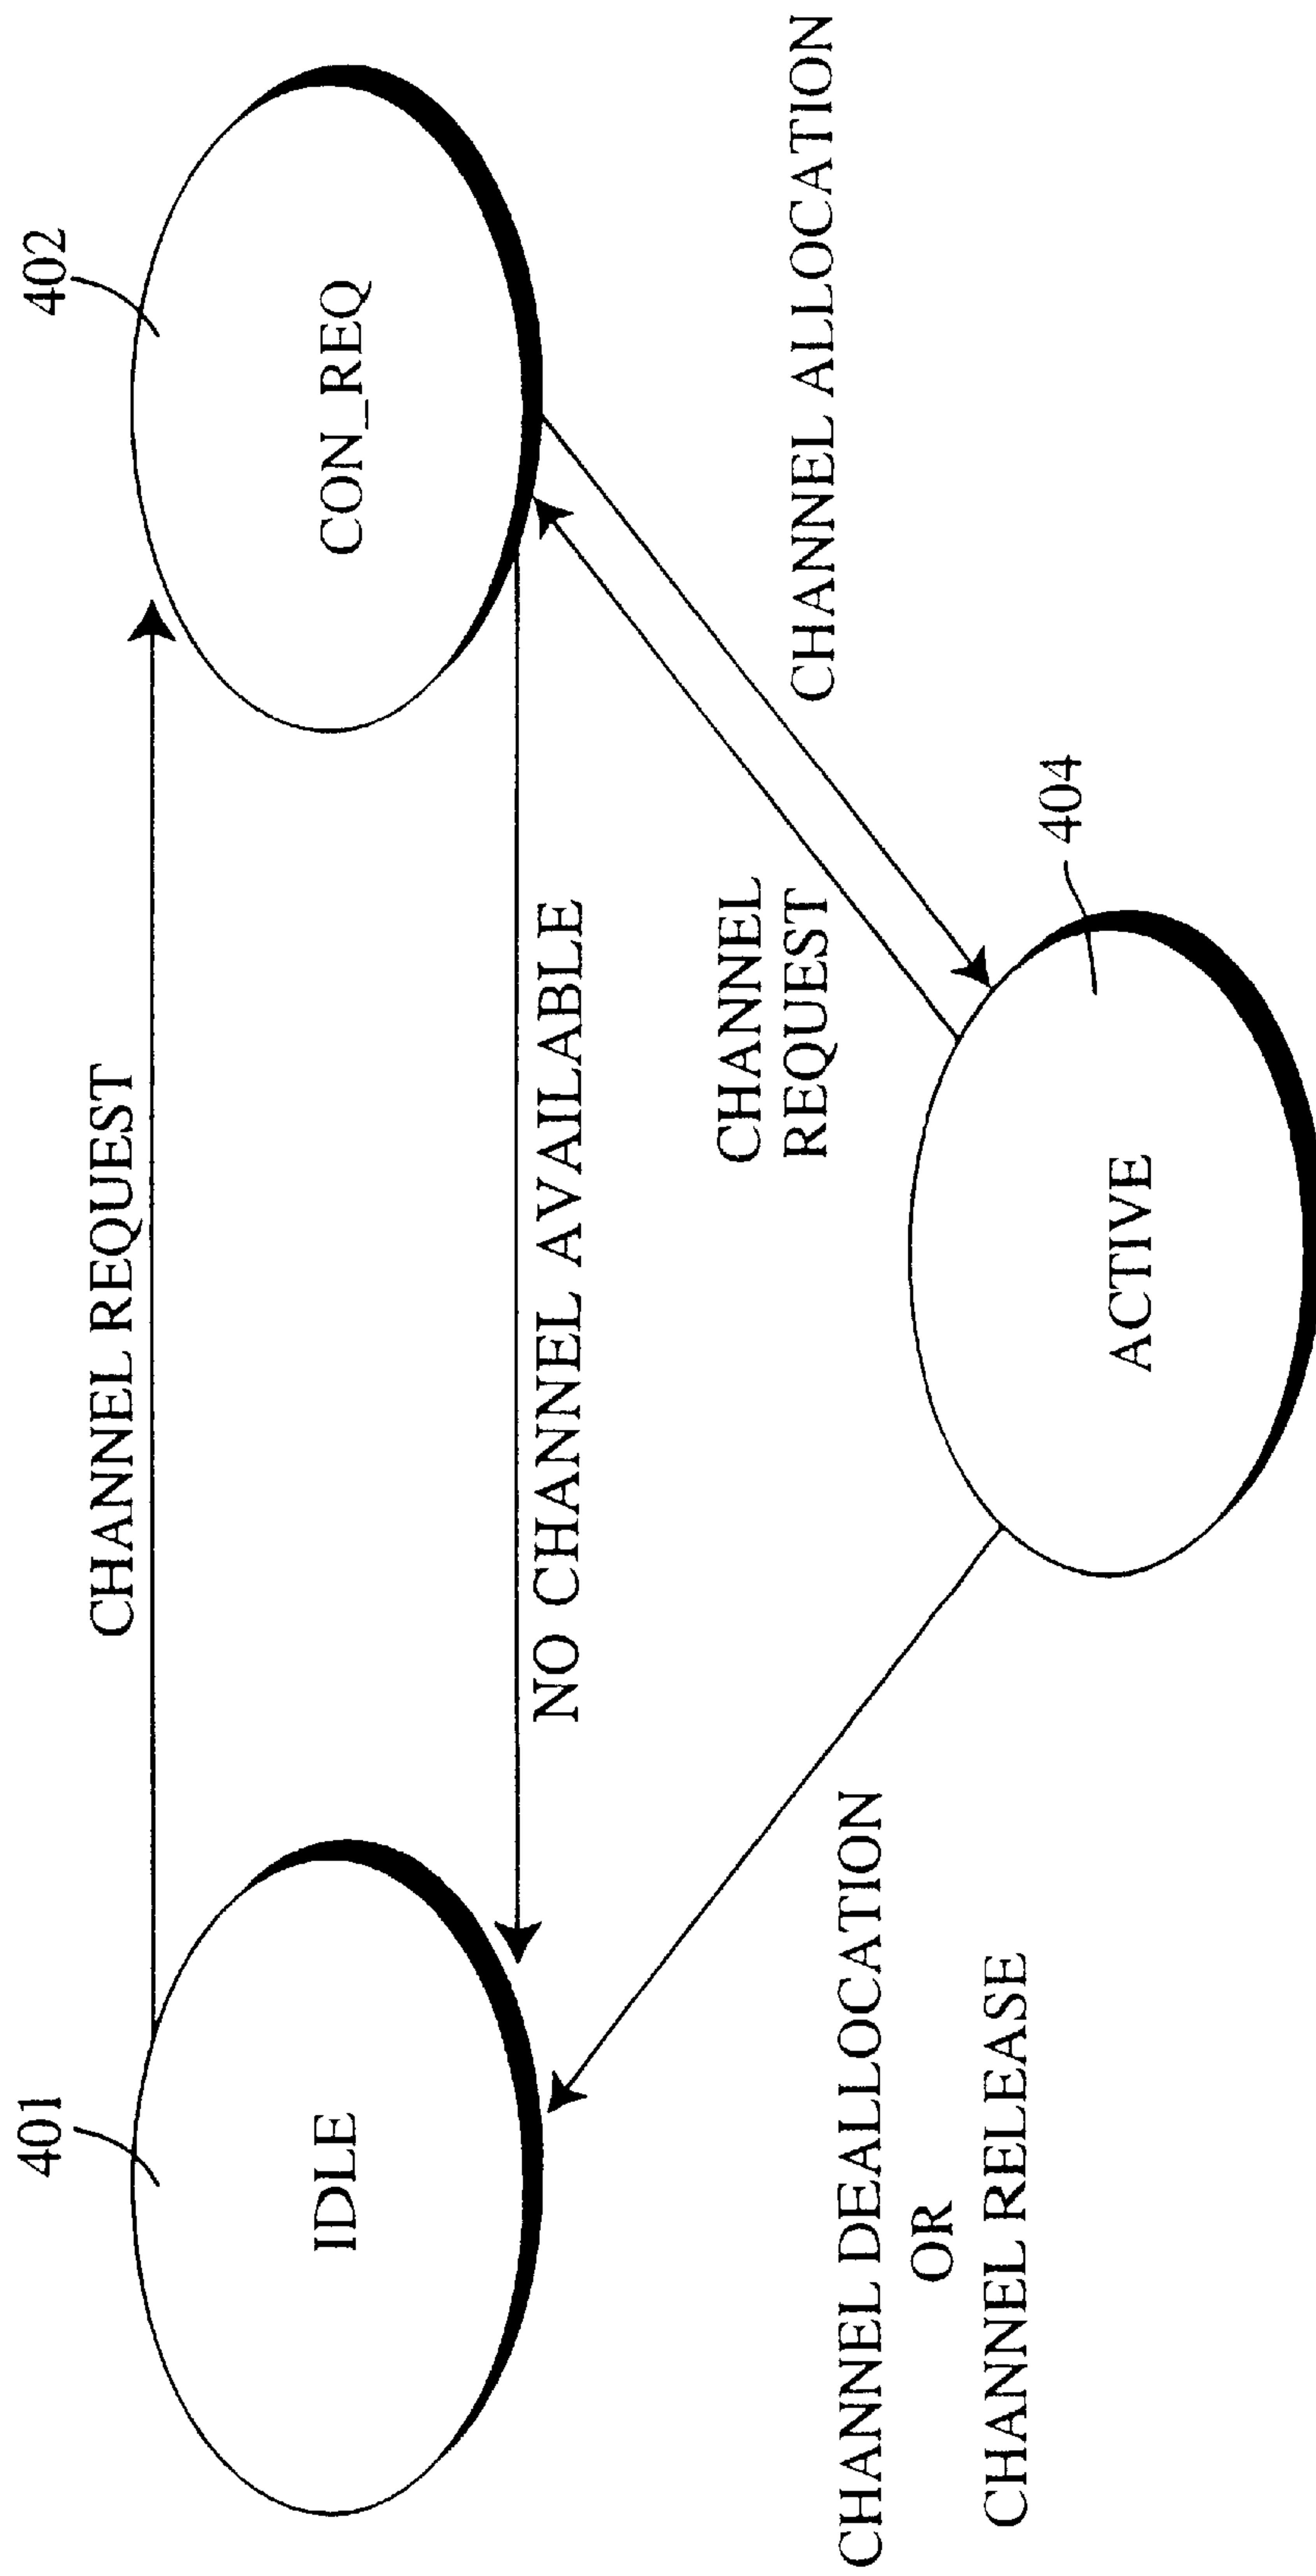 401
402
CHANNEL REQUEST
IDLE
CON_REQ
NO CHANNEL AVAILABLE
CHANNEL
REQUEST
CHANNEL ALLOCATION
CHANNEL DEALLOCATION
OR
CHANNEL RELEASE
404
ACTIVE